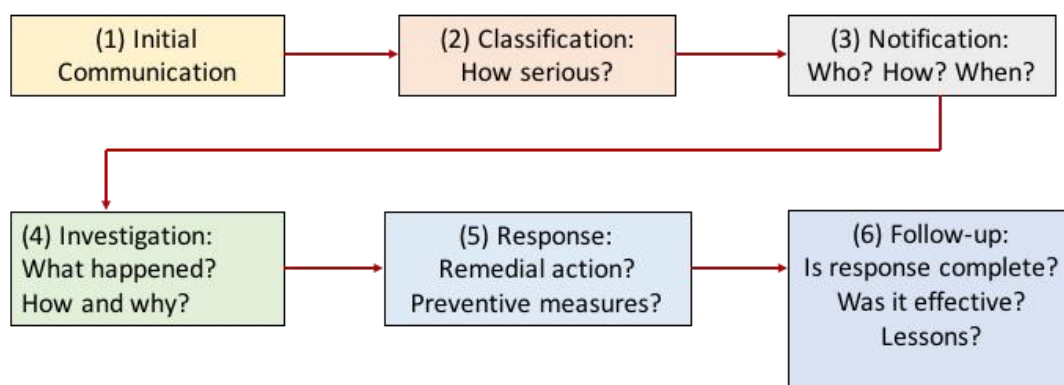 (1) Initial
Communication
(2) Classification:
How serious?
(3) Notification:
Who? How? When?
(4) Investigation:
What happened?
How and why?
(5) Response:
Remedial action?
Preventive measures?
(6) Follow-up:
Is response complete?
Was it effective?
Lessons?